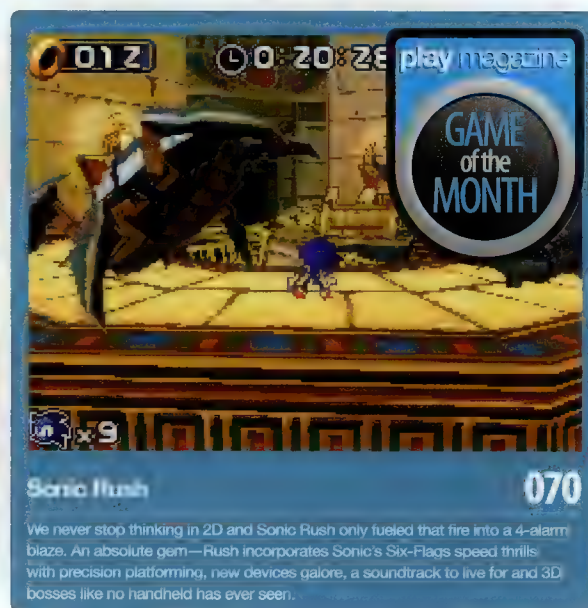 012
0:20:28
play magazine
GAME
of the
MONTH
x9
Sonic Rush
070
We never stop thinking in 2D and Sonic Rush only fueled that fire into a 4-alarm
blaze. An absolute gem—Rush incorporates Sonic's Six-Flags speed thrills
with precision platforming, new devices galore, a soundtrack to live for and 3D
bosses like no handheld has ever seen.